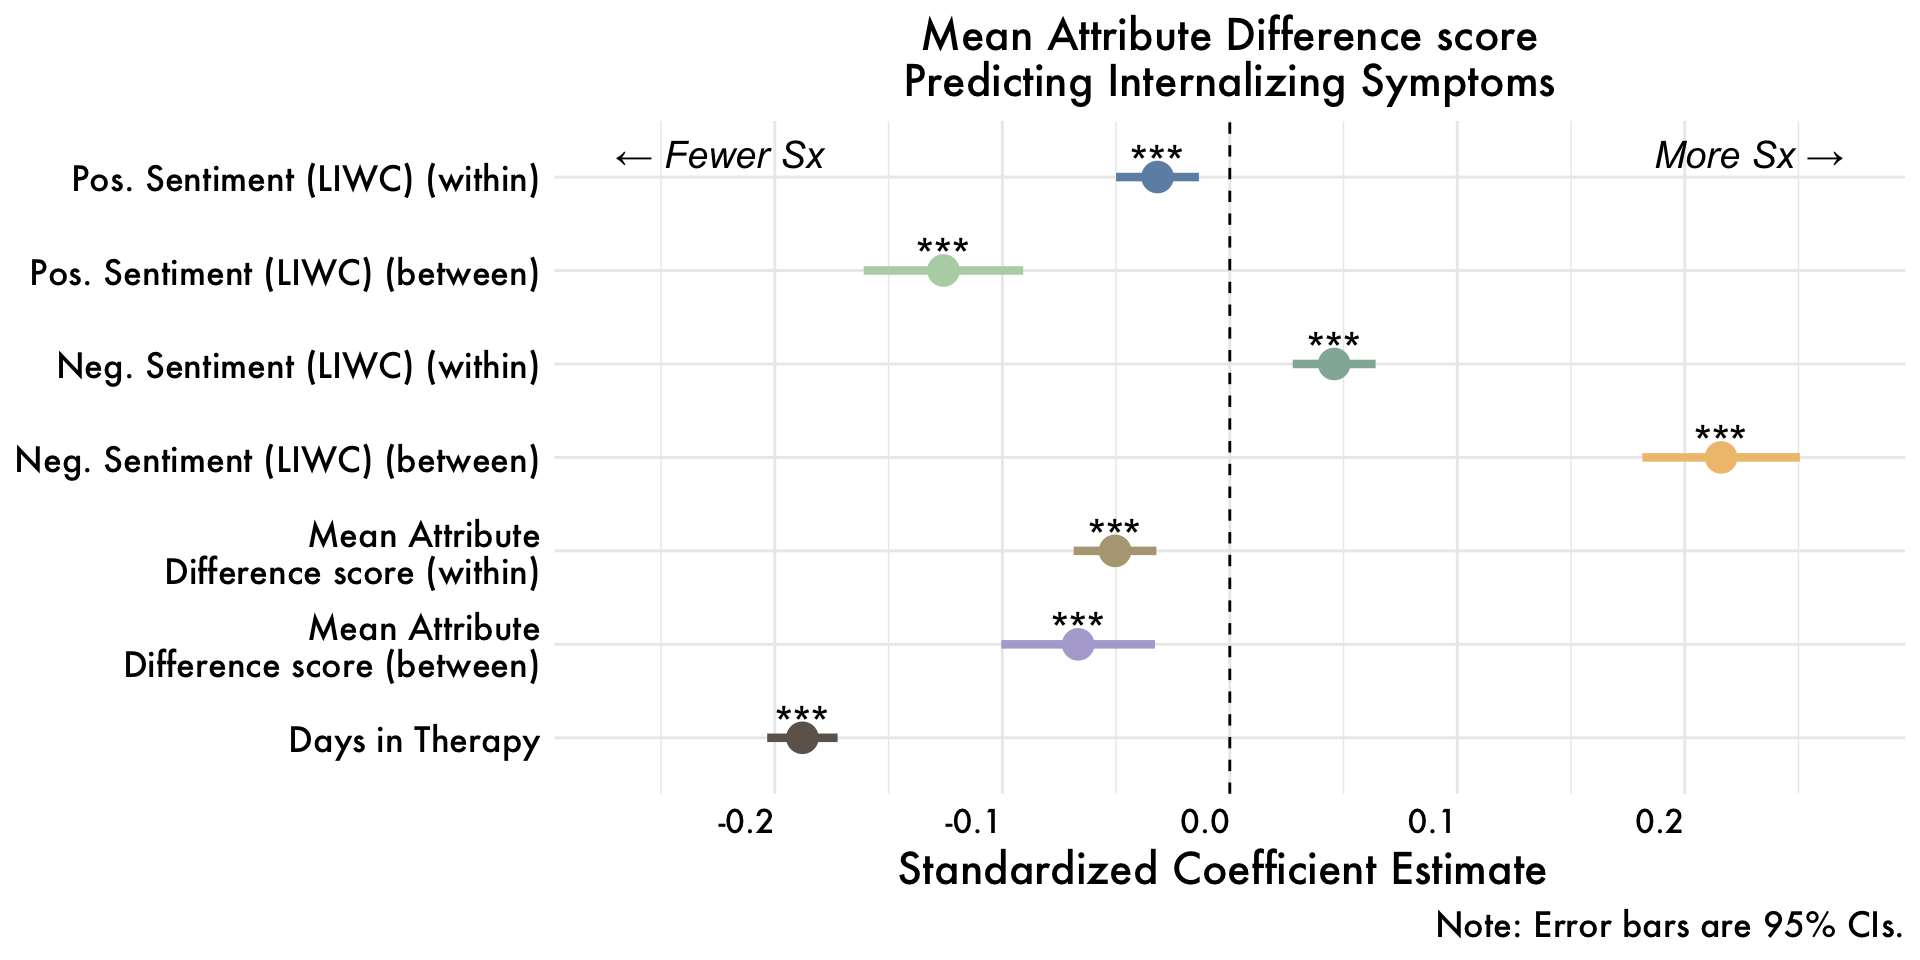 Mean Attribute Difference score
Predicting Internalizing Symptoms
← Fewer Sx
More Sx →
Pos. Sentiment (LIWC) (within)
***
Pos. Sentiment (LIWC) (between)
***
Neg. Sentiment (LIWC) (within)
***
Neg. Sentiment (LIWC) (between)
***
Mean Attribute
Difference score (within)
***
Mean Attribute
Difference score (between)
***
Days in Therapy
***
-0.2 -0.1 0.0 0.1 0.2
Standardized Coefficient Estimate
Note: Error bars are 95% CIs.